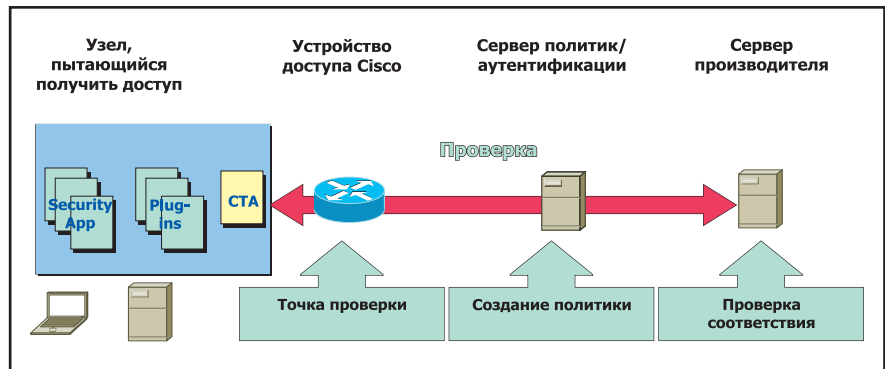 Узел,
пытающийся
получить доступ
Устройство
доступа Cisco
Сервер политик/
аутентификации
Сервер
производителя
Проверка
Security
App
Plug-
ins
CTA
Точка проверки
Создание политики
Проверка
соответствия